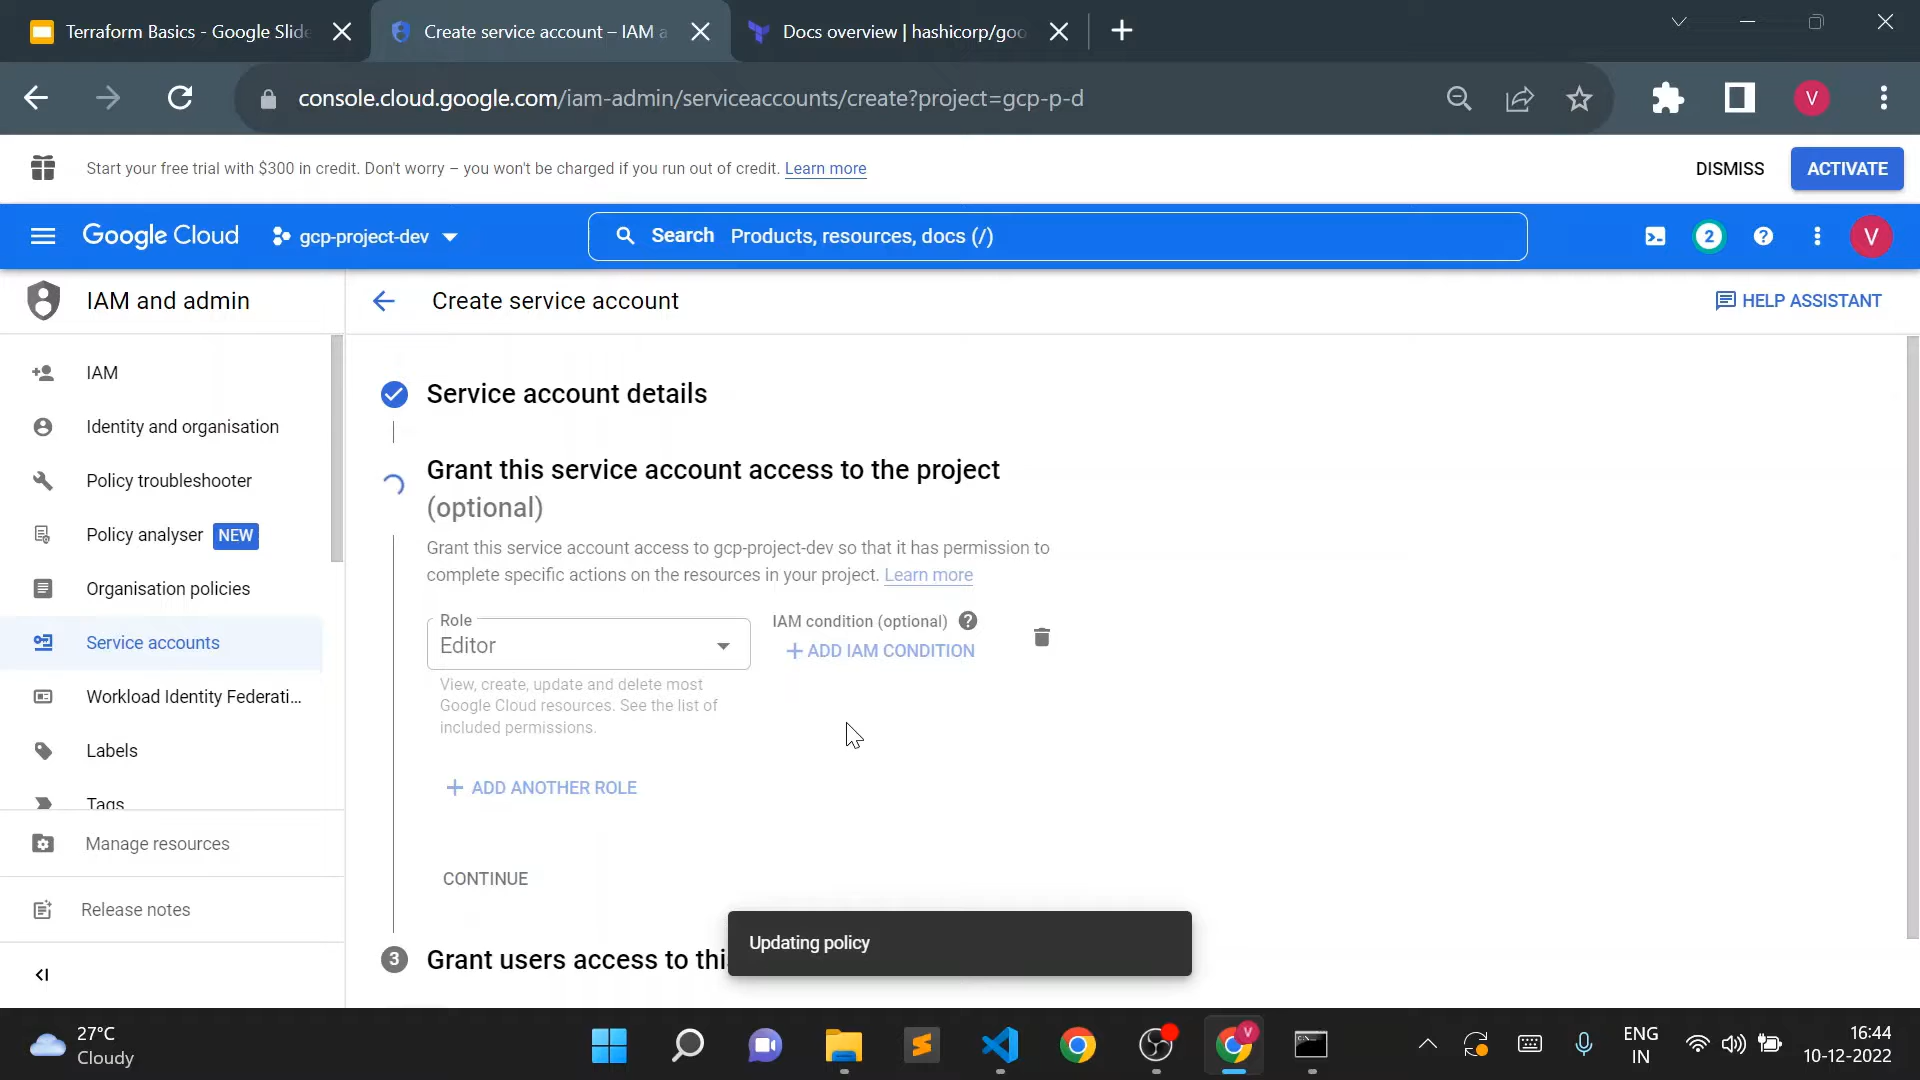 Terraform Basics - Google Slide
Create service account – IAM a
Docs overview | hashicorp/goo
console.cloud.google.com/iam-admin/serviceaccounts/create?project=gcp-p-d
V
Start your free trial with $300 in credit. Don't worry – you won't be charged if you run out of credit. Learn more
DISMISS
ACTIVATE
Google Cloud
gcp-project-dev
Search Products, resources, docs (/)
2
V
IAM and admin
Create service account
HELP ASSISTANT
IAM
Identity and organisation
Policy troubleshooter
Policy analyser NEW
Organisation policies
Service accounts
Workload Identity Federati...
Labels
Tags
Manage resources
Release notes
Service account details
Grant this service account access to the project
(optional)
Grant this service account access to gcp-project-dev so that it has permission to
complete specific actions on the resources in your project. Learn more
Role
Editor
IAM condition (optional)
+ ADD IAM CONDITION
View, create, update and delete most
Google Cloud resources. See the list of
included permissions.
+ ADD ANOTHER ROLE
CONTINUE
3 Grant users access to thi
Updating policy
27°C
Cloudy
V
ENG
IN
16:44
10-12-2022